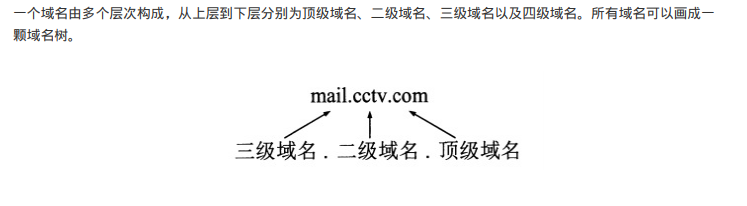 一个域名由多个层次构成，从上层到下层分别为顶级域名、二级域名、三级域名以及四级域名。所有域名可以画成一
颗域名树。
mail.cctv.com
三级域名 . 二级域名 . 顶级域名